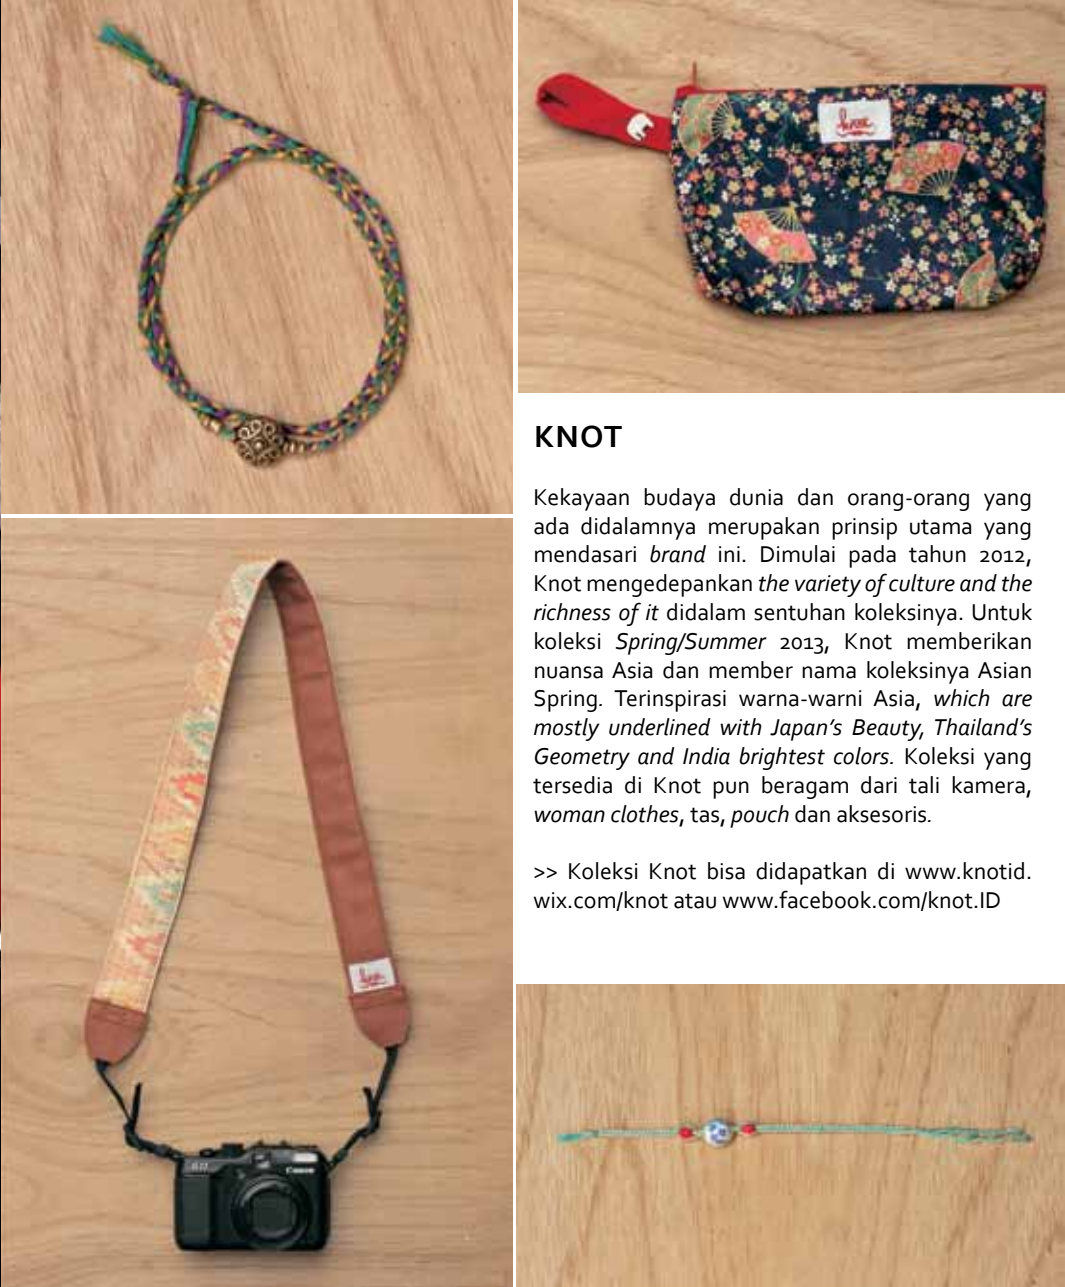 knot
KNOT
Kekayaan budaya dunia dan orang-orang yang
ada didalamnya merupakan prinsip utama yang
mendasari brand ini. Dimulai pada tahun 2012,
Knot mengedepankan the variety of culture and the
richness of it didalam sentuhan koleksinya. Untuk
koleksi Spring/Summer 2013, Knot memberikan
nuansa Asia dan member nama koleksinya Asian
Spring. Terinspirasi warna-warni Asia, which are
mostly underlined with Japan’s Beauty, Thailand’s
Geometry and India brightest colors. Koleksi yang
tersedia di Knot pun beragam dari tali kamera,
woman clothes, tas, pouch dan aksesoris.
>> Koleksi Knot bisa didapatkan di www.knotid.
wix.com/knot atau www.facebook.com/knot.ID
knot
G12
Canon